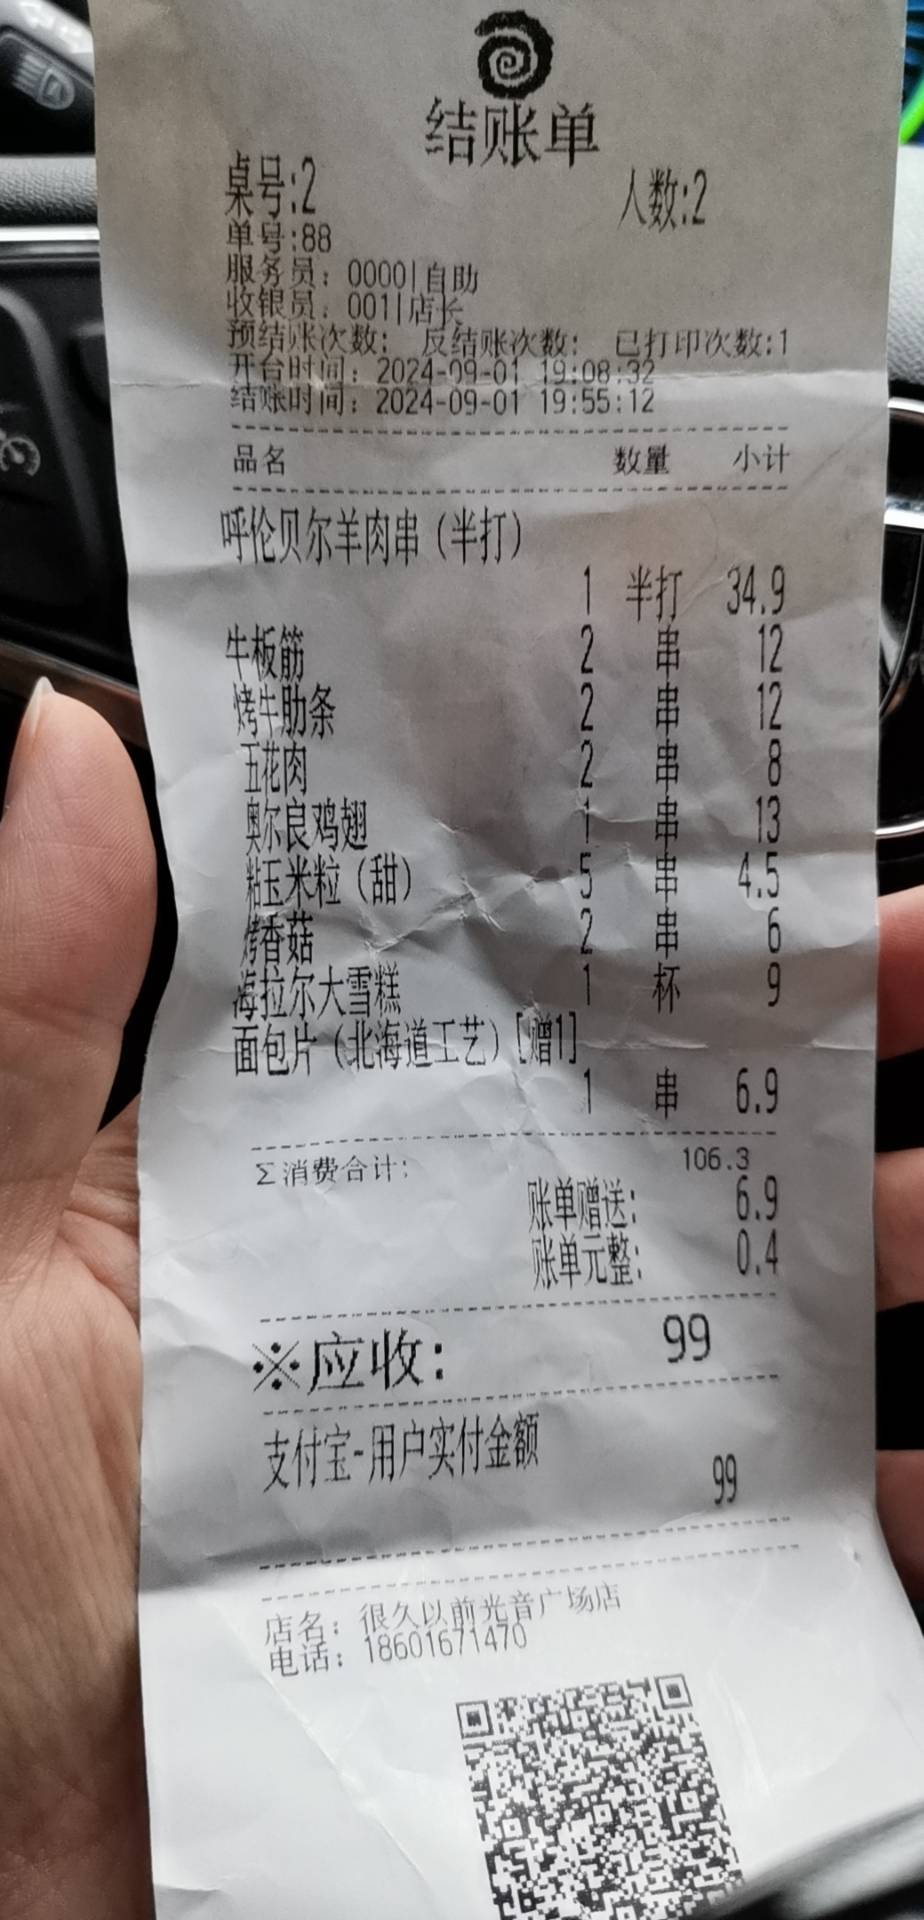 结账单
桌号:2 人数:2
单号:88
服务员: 0000|自助
收银员: 001|店长
预结账次数: 反结账次数: 已打印次数:1
开台时间: 2024-09-01 19:08:32
结账时间: 2024-09-01 19:55:12
品名 数量 小计
呼伦贝尔羊肉串(半打)
1 半打 34.9
牛板筋 2 串 12
烤牛肋条 2 串 12
五花肉 2 串 8
奥尔良鸡翅 1 串 13
粘玉米粒(甜) 5 串 4.5
烤香菇 2 串 6
海拉尔大雪糕 1 杯 9
面包片(北海道工艺)[赠1]
1 串 6.9
Σ消费合计: 106.3
账单赠送: 6.9
账单元整: 0.4
※应收: 99
支付宝-用户实付金额
99
店名: 很久以前光音广场店
电话: 18601671470